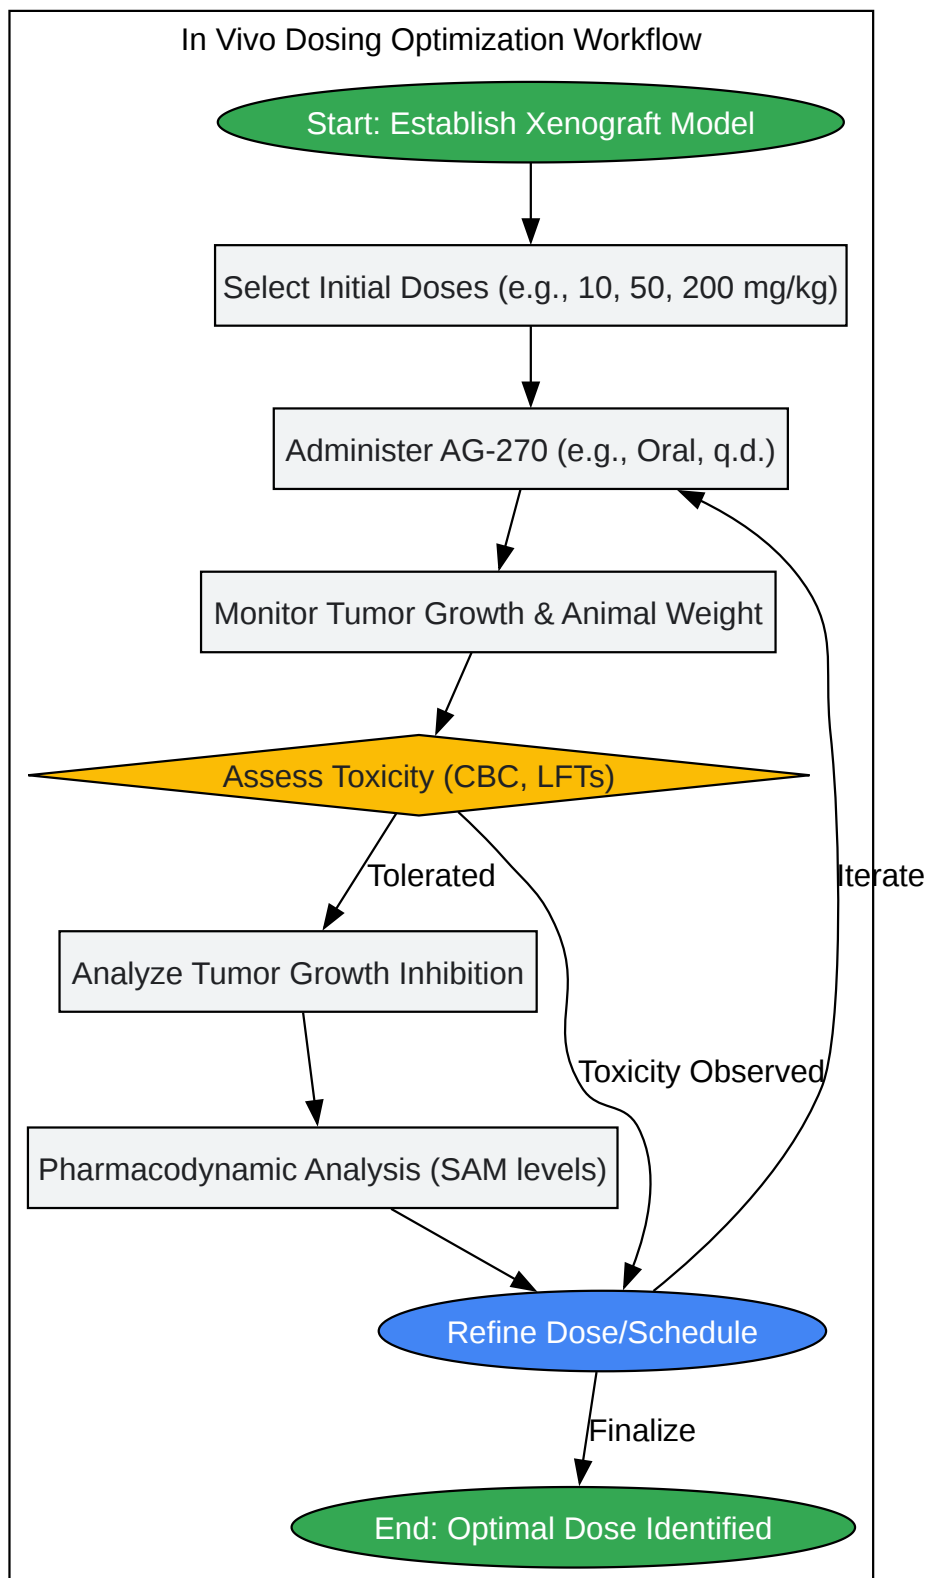 In Vivo Dosing Optimization Workflow
Start: Establish Xenograft Model
Select Initial Doses (e.g., 10, 50, 200 mg/kg)
Administer AG-270 (e.g., Oral, q.d.)
Monitor Tumor Growth & Animal Weight
Assess Toxicity (CBC, LFTs)
Tolerated
Iterate
Analyze Tumor Growth Inhibition
Toxicity Observed
Pharmacodynamic Analysis (SAM levels)
Refine Dose/Schedule
Finalize
End: Optimal Dose Identified